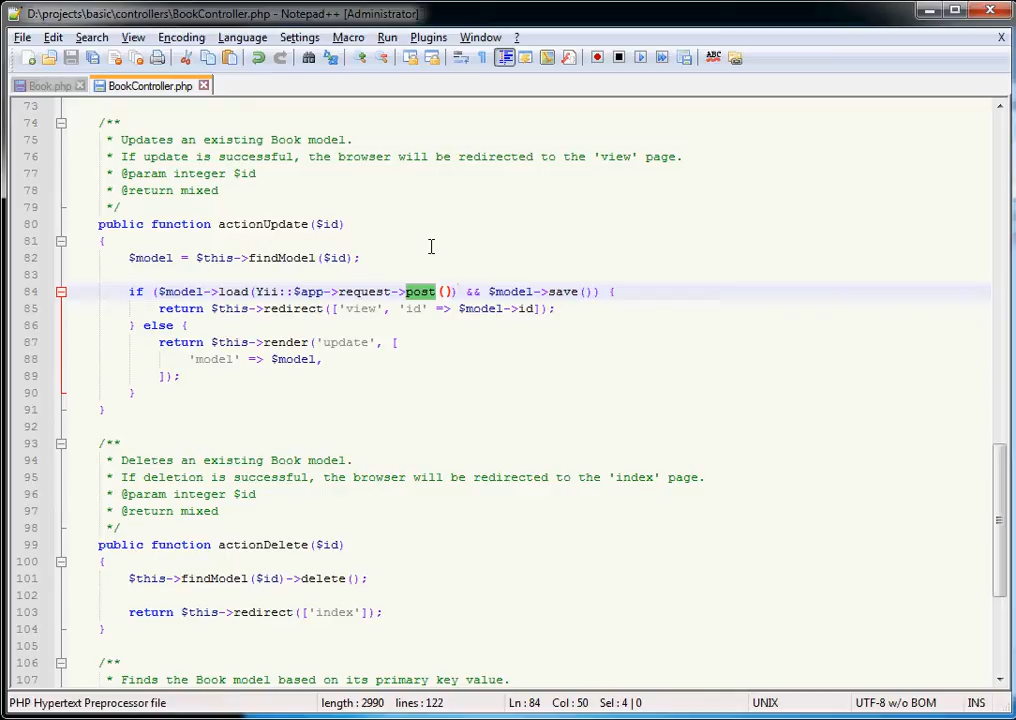 D:\projects\basic\controllers\BookController.php - Notepad++ [Administrator]
File Edit Search View Encoding Language Settings Macro Run Plugins Window ? X
ABC
Book.php BookController.php
73
74 /**
75 * Updates an existing Book model.
76 * If update is successful, the browser will be redirected to the 'view' page.
77 * @param integer $id
78 * @return mixed
79 */
80 public function actionUpdate($id)
81 {
82 $model = $this->findModel($id);
83
84 if ($model->load(Yii::$app->request->post()) && $model->save()) {
85 return $this->redirect(['view', 'id' => $model->id]);
86 } else {
87 return $this->render('update', [
88 'model' => $model,
89 ]);
90 }
91 }
92
93 /**
94 * Deletes an existing Book model.
95 * If deletion is successful, the browser will be redirected to the 'index' page.
96 * @param integer $id
97 * @return mixed
98 */
99 public function actionDelete($id)
100 {
101 $this->findModel($id)->delete();
102
103 return $this->redirect(['index']);
104 }
105
106 /**
107 * Finds the Book model based on its primary key value.
PHP Hypertext Preprocessor file length : 2990 lines : 122 Ln : 84 Col : 50 Sel : 4 | 0 UNIX UTF-8 w/o BOM INS